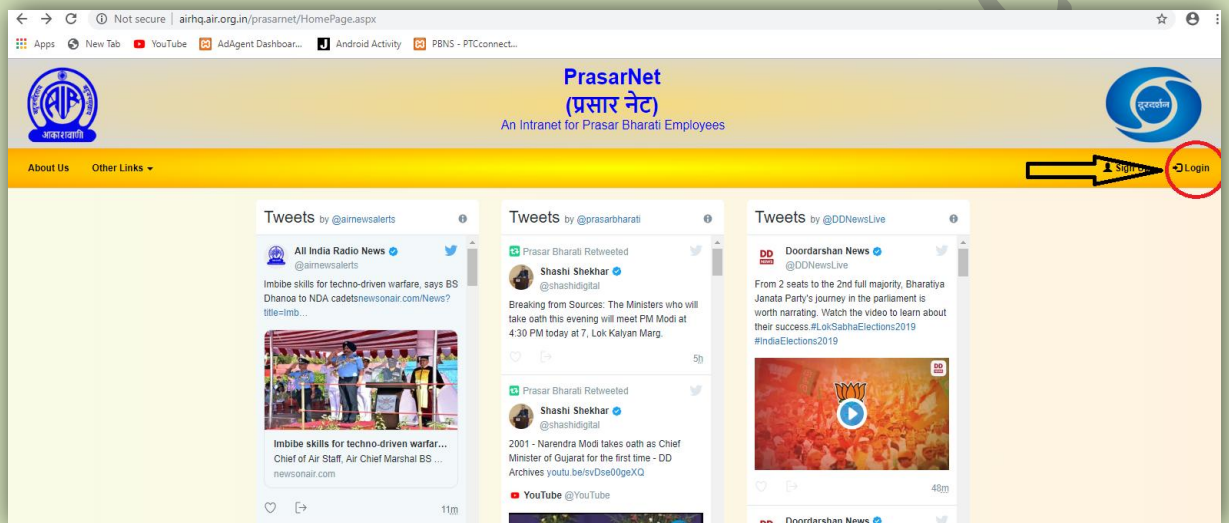 Not secure | airhq.air.org.in/prasarnet/HomePage.aspx
Apps New Tab YouTube AdAgent Dashboar... Android Activity PBNS - PTCconnect...
आकाशवाणी
PrasarNet
(प्रसार नेट)
An Intranet for Prasar Bharati Employees
दूरदर्शन
About Us Other Links
Sign Login
Tweets by @airnewsalerts
All India Radio News
@airnewsalerts
Imbibe skills for techno-driven warfare, says BS
Dhanoa to NDA cadetsnewsonair.com/News?
title=Imb...
Imbibe skills for techno-driven warfar...
Chief of Air Staff, Air Chief Marshal BS ...
newsonair.com
11m
Tweets by @prasarbharati
Prasar Bharati Retweeted
Shashi Shekhar
@shashidigital
Breaking from Sources: The Ministers who will
take oath this evening will meet PM Modi at
4:30 PM today at 7, Lok Kalyan Marg.
5h
Prasar Bharati Retweeted
Shashi Shekhar
@shashidigital
2001 - Narendra Modi takes oath as Chief
Minister of Gujarat for the first time - DD
Archives youtu.be/svDse00geXQ
YouTube @YouTube
Tweets by @DDNewsLive
DD NEWS
Doordarshan News
@DDNewsLive
From 2 seats to the 2nd full majority, Bharatiya
Janata Party's journey in the parliament is
worth narrating. Watch the video to learn about
their success.#LokSabhaElections2019
#IndiaElections2019
DD NEWS
48m
DD
Doordarshan News